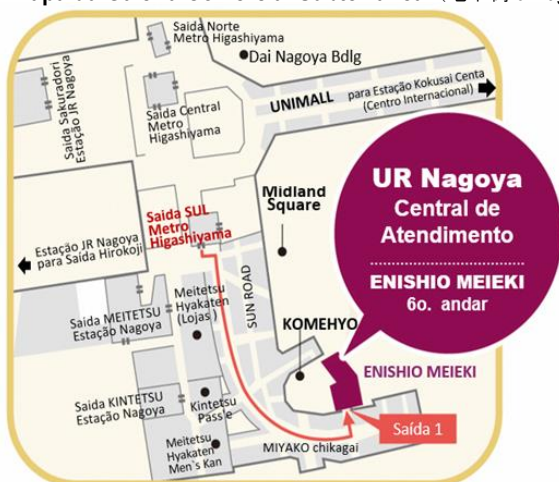 Saida Norte
Metro Higashiyama
Dai Nagoya Bdlg
Saida Sakuradori
Estação JR Nagoya
Saida Central
Metro
Higashiyama
UNIMALL
para Estação Kokusai Centa
(Centro Internacional)
UR Nagoya
Central de
Atendimento
ENISHIO MEIEKI
6o. andar
Midland
Square
Saida SUL
Metro
Higashiyama
Estação JR Nagoya
para Saída Hirokoji
SUN ROAD
Meitetsu
Hyakaten
(Lojas )
Saida MEITETSU
Estação Nagoya
KOMEHYO
ENISHIO MEIEKI
Saida KINTETSU
Estação Nagoya
Kintetsu
Pass'e
Meitetsu
Hyakaten
Men`s Kan
MIYAKO chikagai
Saída 1